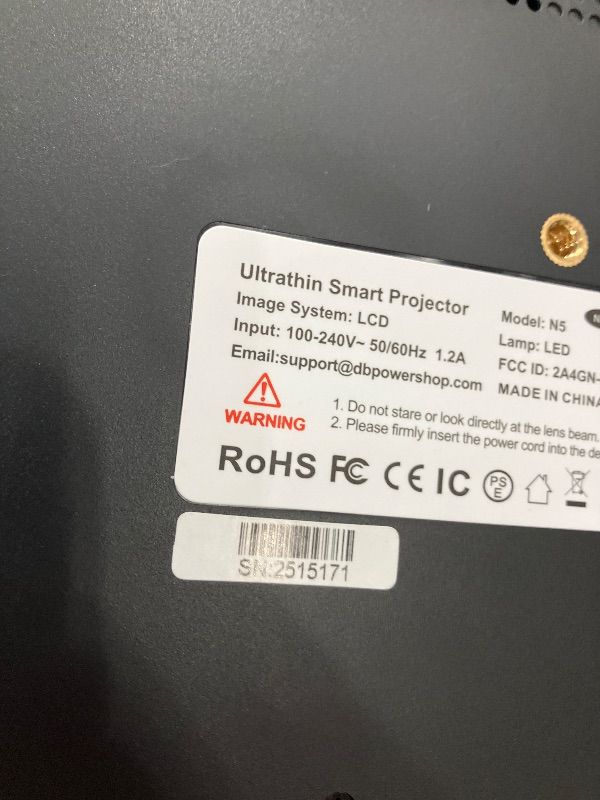 Ultrathin Smart Projector
Image System: LCD
Input: 100-240V~ 50/60Hz 1.2A
Email:support@dbpowershop.com
Model: N5
Lamp: LED
FCC ID: 2A4GN-
MADE IN CHINA
WARNING
1. Do not stare or look directly at the lens beam.
2. Please firmly insert the power cord into the de
RoHS FC CE IC PS E
SN:2515171